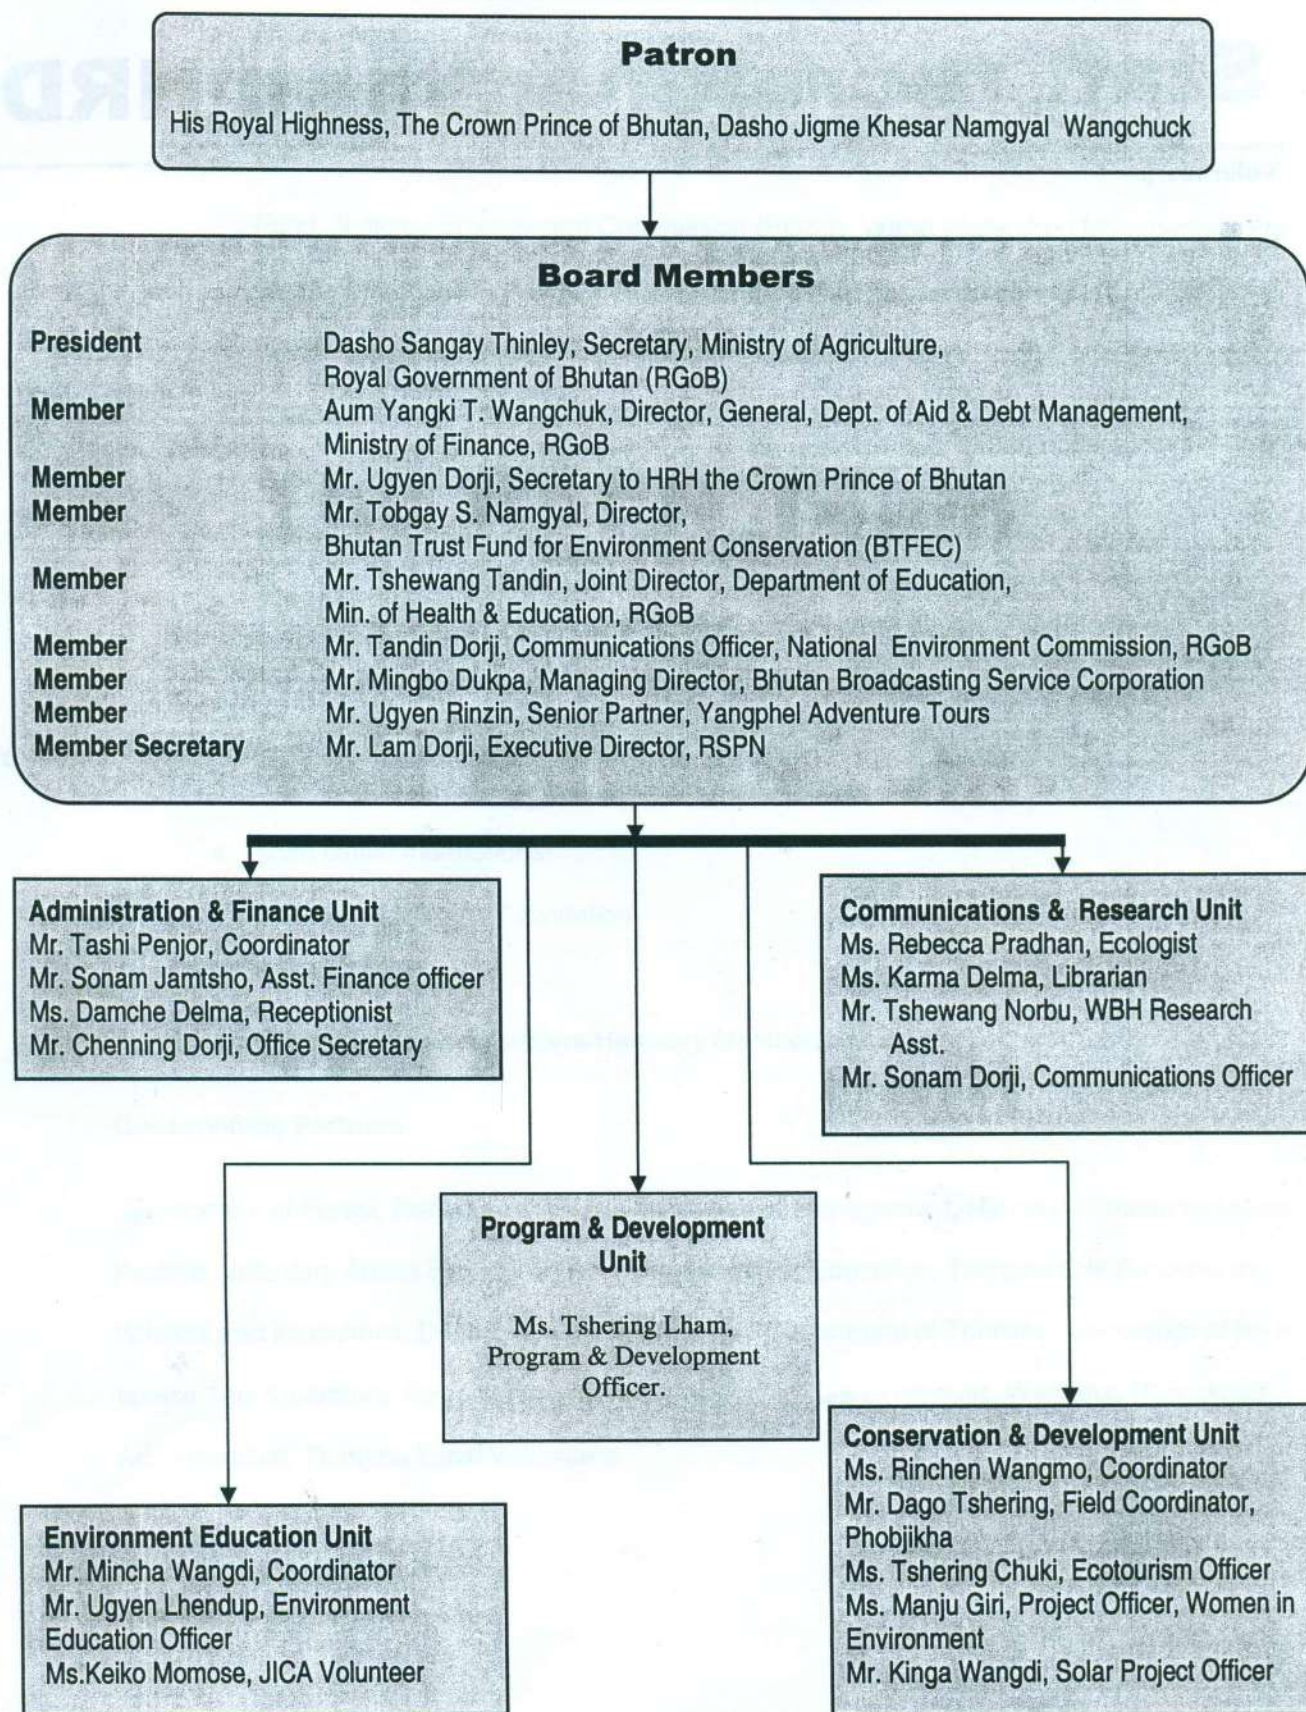 Patron
His Royal Highness, The Crown Prince of Bhutan, Dasho Jigme Khesar Namgyal Wangchuck
Board Members
President Dasho Sangay Thinley, Secretary, Ministry of Agriculture,
Royal Government of Bhutan (RGoB)
Member Aum Yangki T. Wangchuk, Director, General, Dept. of Aid & Debt Management,
Ministry of Finance, RGoB
Member Mr. Ugyen Dorji, Secretary to HRH the Crown Prince of Bhutan
Member Mr. Tobgay S. Namgyal, Director,
Bhutan Trust Fund for Environment Conservation (BTFEC)
Member Mr. Tshewang Tandin, Joint Director, Department of Education,
Min. of Health & Education, RGoB
Member Mr. Tandin Dorji, Communications Officer, National Environment Commission, RGoB
Member Mr. Mingbo Dukpa, Managing Director, Bhutan Broadcasting Service Corporation
Member Mr. Ugyen Rinzin, Senior Partner, Yangphel Adventure Tours
Member Secretary Mr. Lam Dorji, Executive Director, RSPN
Administration & Finance Unit
Mr. Tashi Penjor, Coordinator
Mr. Sonam Jamtsho, Asst. Finance officer
Ms. Damche Delma, Receptionist
Mr. Chenning Dorji, Office Secretary
Communications & Research Unit
Ms. Rebecca Pradhan, Ecologist
Ms. Karma Delma, Librarian
Mr. Tshewang Norbu, WBH Research
Asst.
Mr. Sonam Dorji, Communications Officer
Program & Development
Unit
Ms. Tshering Lham,
Program & Development
Officer.
Environment Education Unit
Mr. Mincha Wangdi, Coordinator
Mr. Ugyen Lhendup, Environment
Education Officer
Ms.Keiko Momose, JICA Volunteer
Conservation & Development Unit
Ms. Rinchen Wangmo, Coordinator
Mr. Dago Tshering, Field Coordinator,
Phobjikha
Ms. Tshering Chuki, Ecotourism Officer
Ms. Manju Giri, Project Officer, Women in
Environment
Mr. Kinga Wangdi, Solar Project Officer